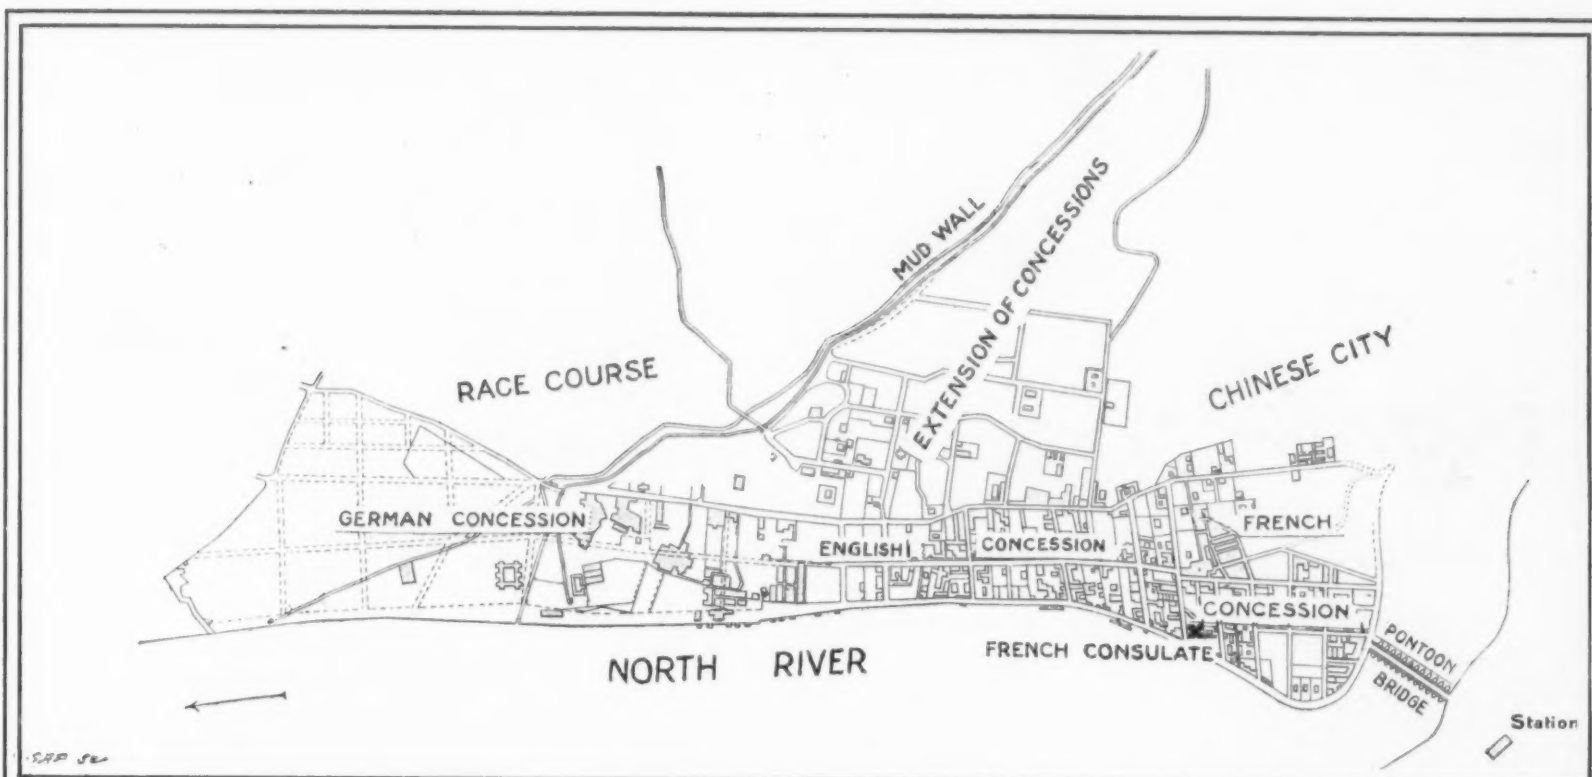 MUD WALL
EXTENSION OF CONCESSIONS
RACE COURSE
CHINESE CITY
GERMAN CONCESSION
ENGLISH
CONCESSION
FRENCH
CONCESSION
FRENCH CONSULATE
NORTH RIVER
PONTOON
BRIDGE
Station